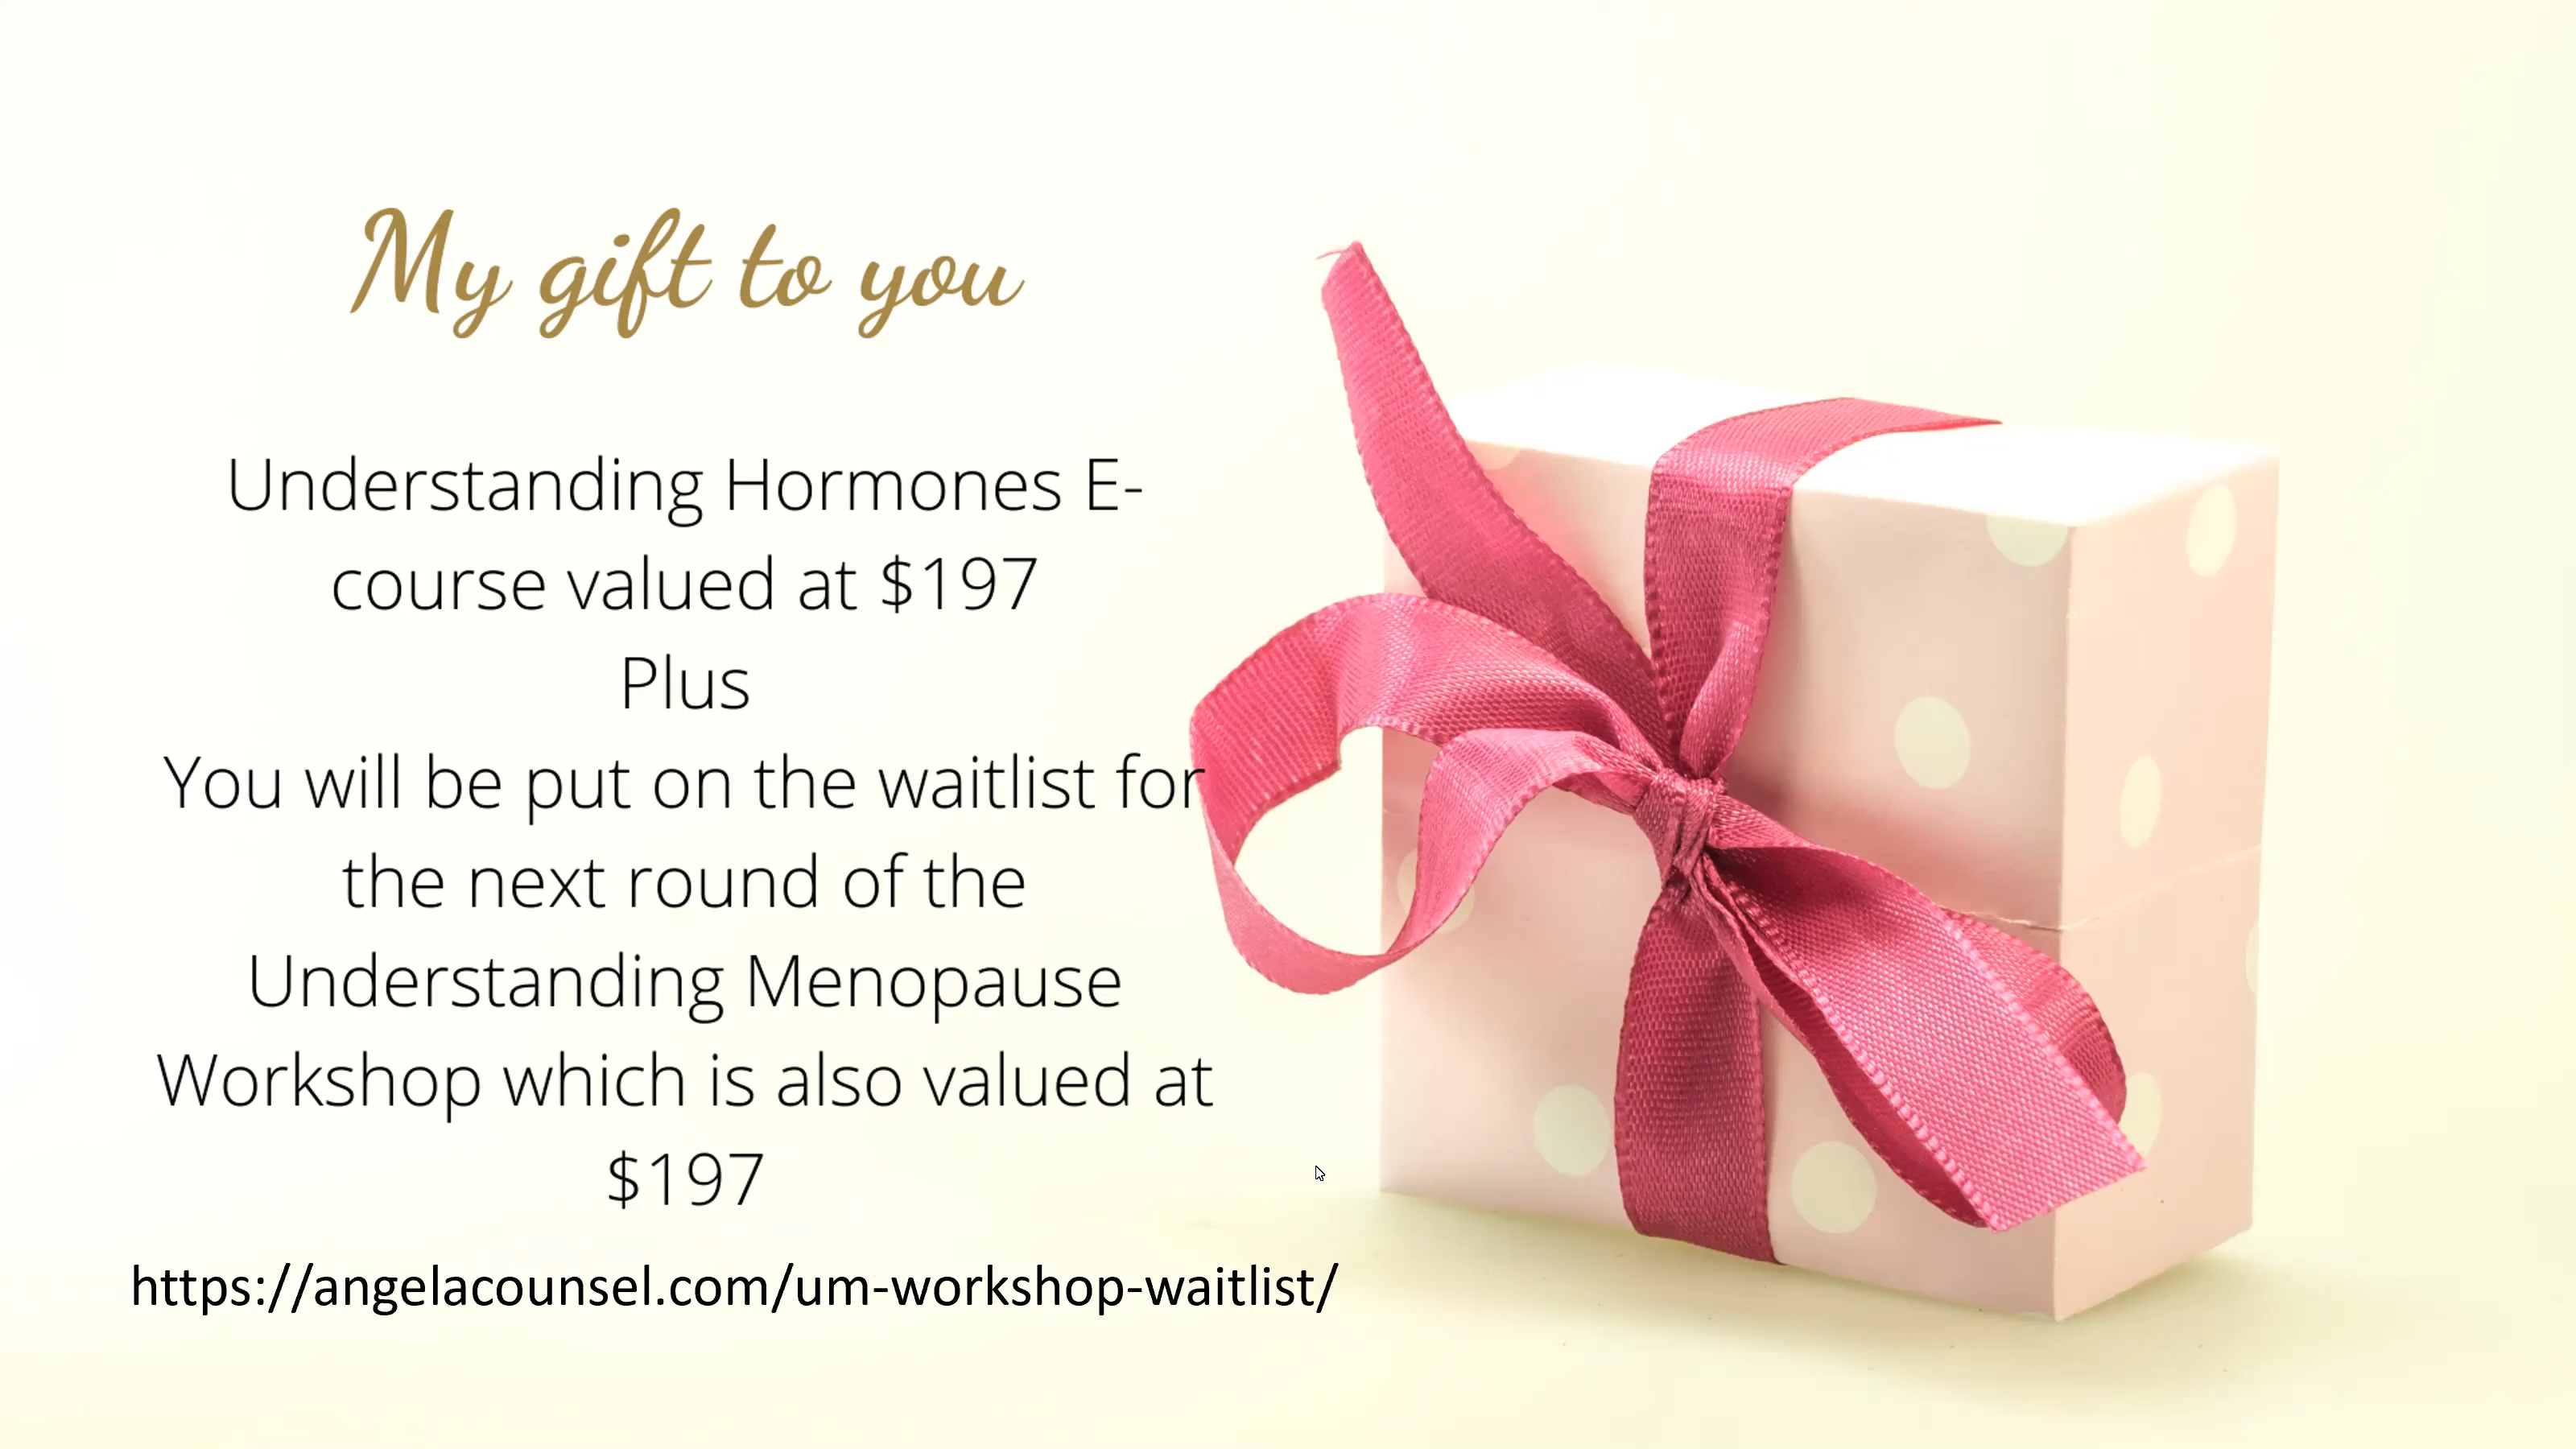 My gift to you
Understanding Hormones E-
course valued at $197
Plus
You will be put on the waitlist for
the next round of the
Understanding Menopause
Workshop which is also valued at
$197
https://angelacounsel.com/um-workshop-waitlist/